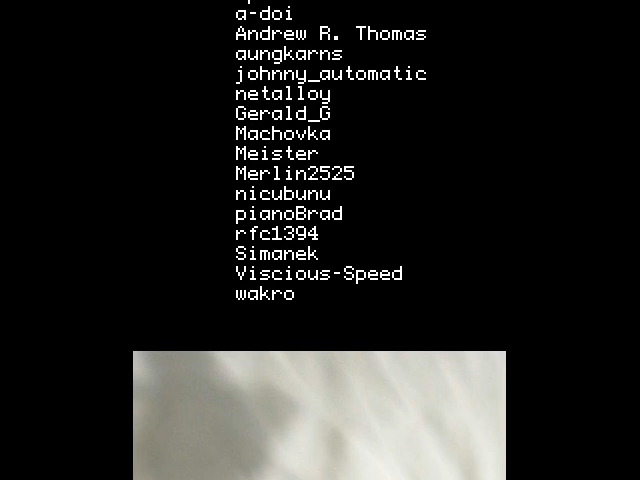 a-doi
Andrew R. Thomas
aungkarns
johnny_automatic
netalloy
Gerald_G
Machovka
Meister
Merlin2525
nicubunu
pianoBrad
rfc1394
Simanek
Viscious-Speed
wakro